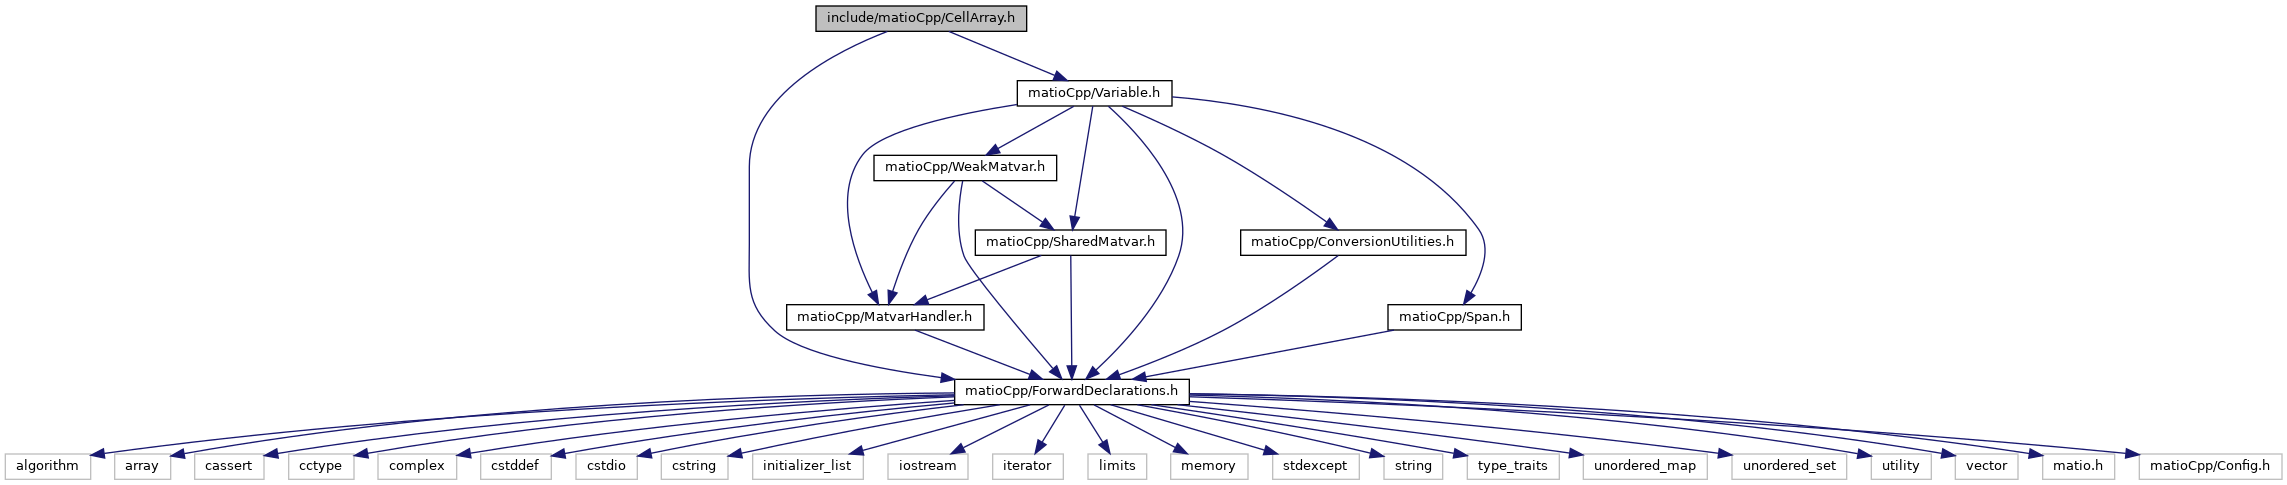 include/matioCpp/CellArray.h
matioCpp/Variable.h
matioCpp/WeakMatvar.h
matioCpp/SharedMatvar.h
matioCpp/ConversionUtilities.h
matioCpp/MatvarHandler.h
matioCpp/Span.h
matioCpp/ForwardDeclarations.h
algorithm
array
cassert
cctype
complex
cstddef
cstdio
cstring
initializer_list
iostream
iterator
limits
memory
stdexcept
string
type_traits
unordered_map
unordered_set
utility
vector
matio.h
matioCpp/Config.h